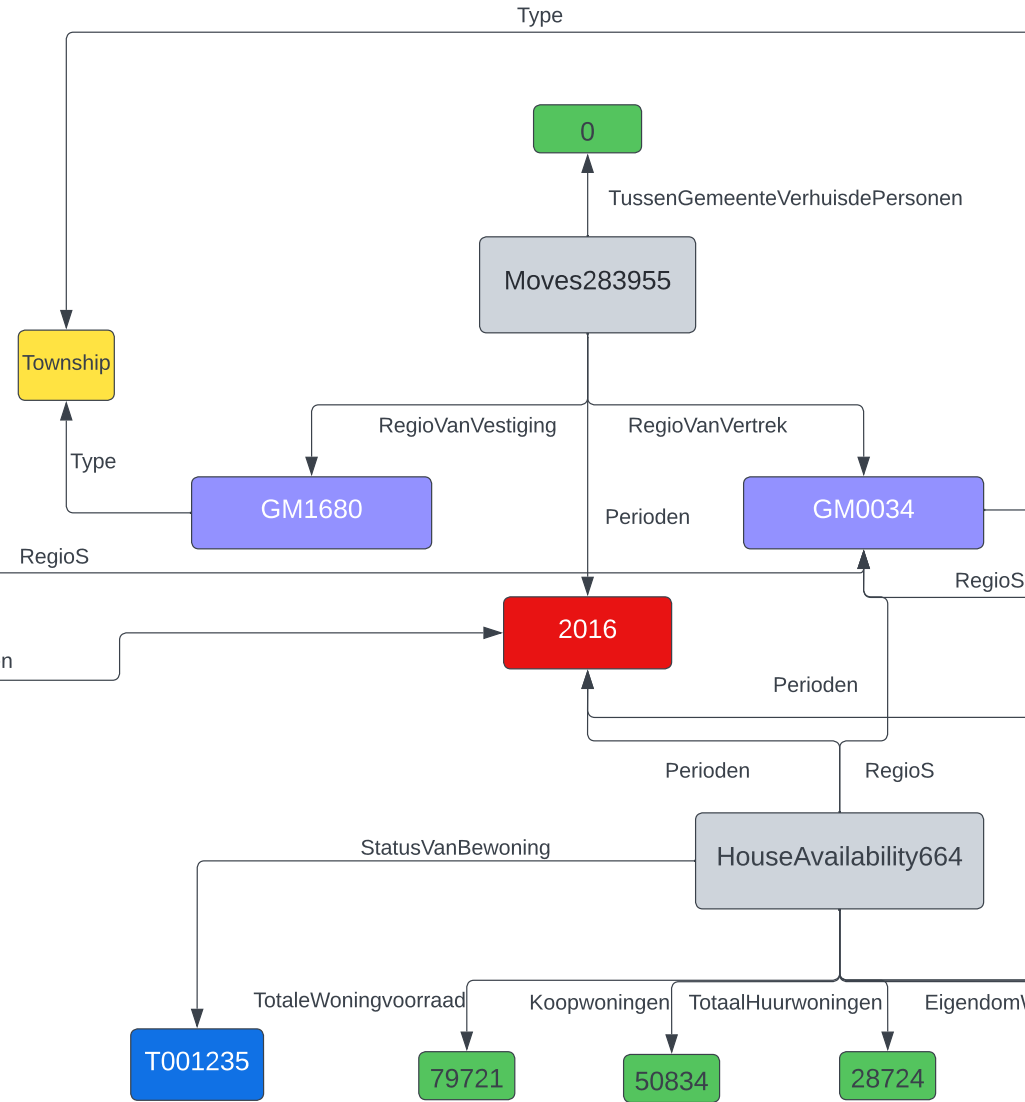 Type
0
TussenGemeenteVerhuisdePersonen
Moves283955
Township
RegioVanVestiging
RegioVanVertrek
Type
GM1680
Perioden
GM0034
RegioS
RegioS
2016
n
Perioden
Perioden
RegioS
StatusVanBewoning
HouseAvailability664
TotaleWoningvoorraad
Koopwoningen
TotaalHuurwoningen
Eigendom
T001235
79721
50834
28724